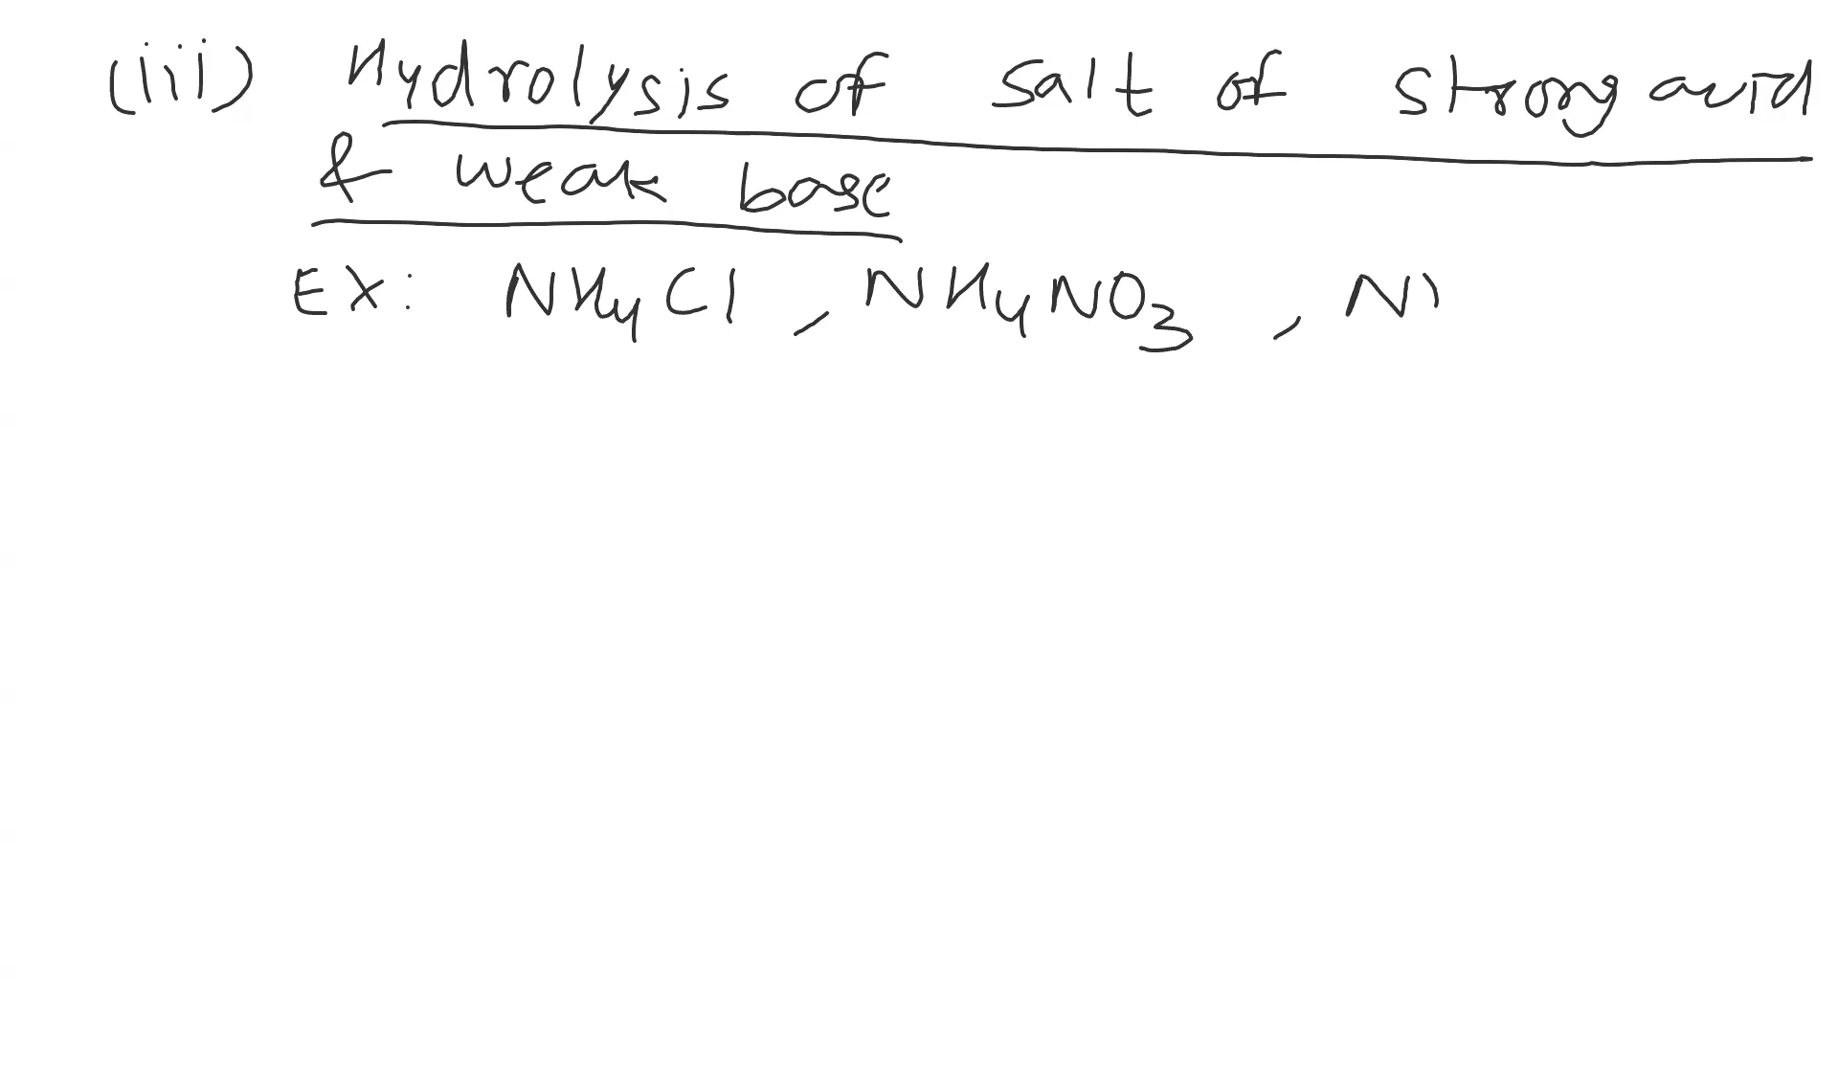 (iii) Hydrolysis of salt of strong acid
& weak base
EX: NH4Cl, NH4NO3, N